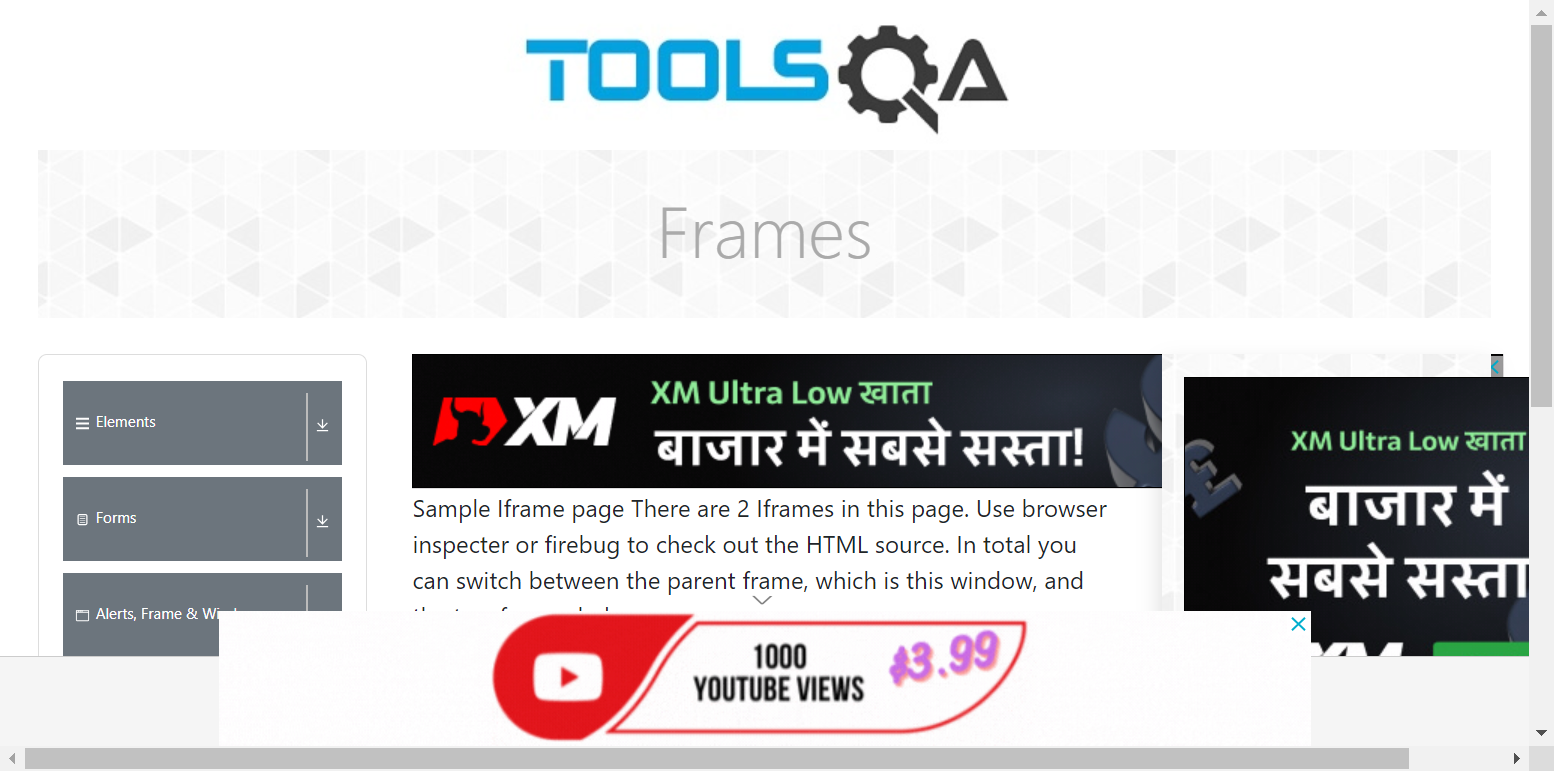 TOOLSQA
Frames
Elements
Forms
Alerts, Frame &
XM
XM Ultra Low खाता
बाजार में सबसे सस्ता!
Sample Iframe page There are 2 Iframes in this page. Use browser
inspecter or firebug to check out the HTML source. In total you
can switch between the parent frame, which is this window, and
XM Ultra Low खाता
बाजार में
सबसे सस्ता
1000
YOUTUBE VIEWS
$3.99